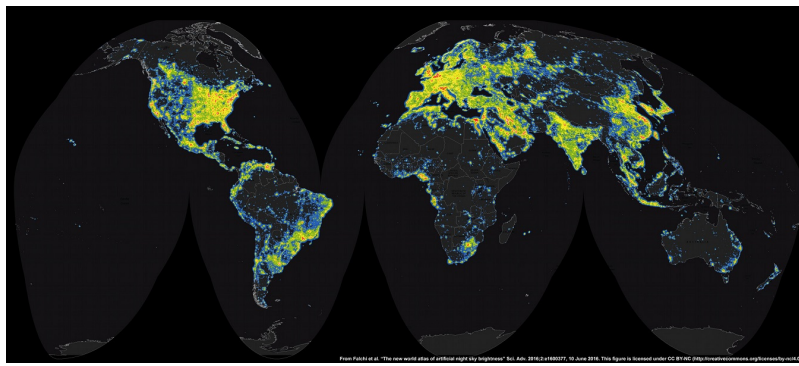 From Falchi et al. "The new world atlas of artificial night sky brightness" Sci. Adv. 2016;2:e1600377, 10 June 2016. This figure is licensed under CC BY-NC (http://creativecommons.org/licenses/by-nc/4.0